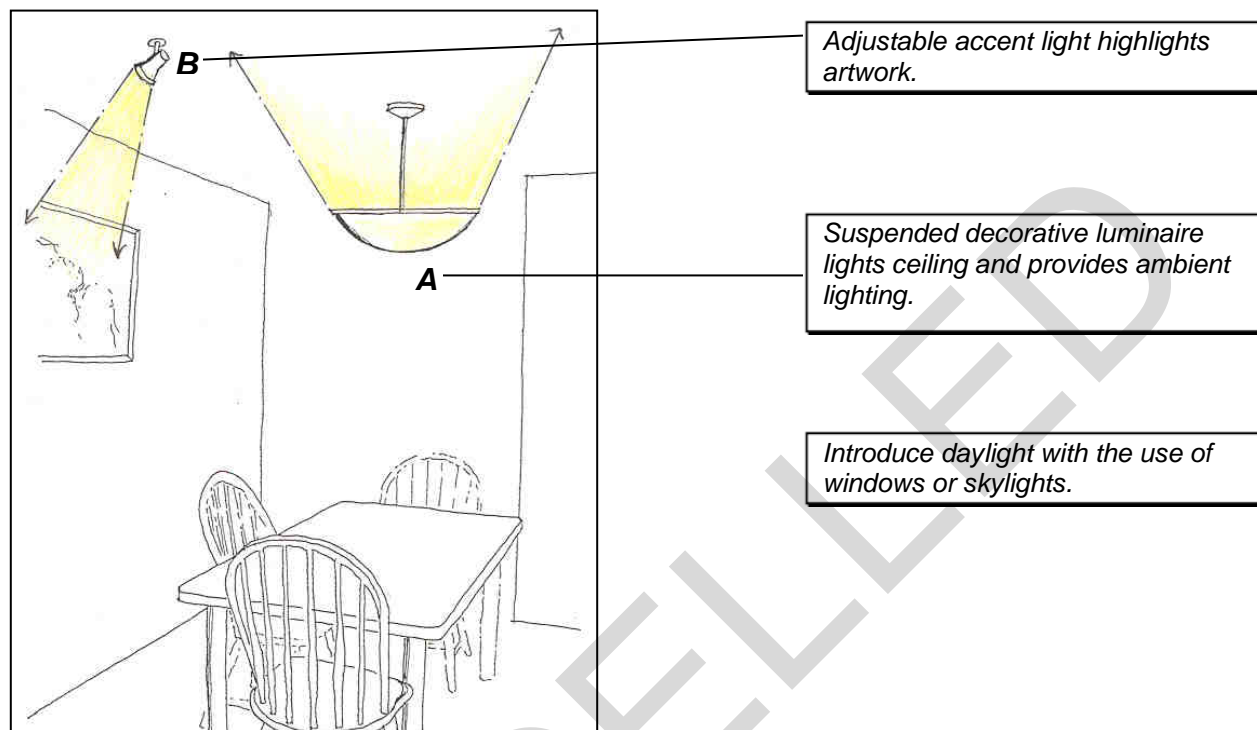 B
Adjustable accent light highlights
artwork.
Suspended decorative luminaire
lights ceiling and provides ambient
lighting.
A
Introduce daylight with the use of
windows or skylights.
ELLED